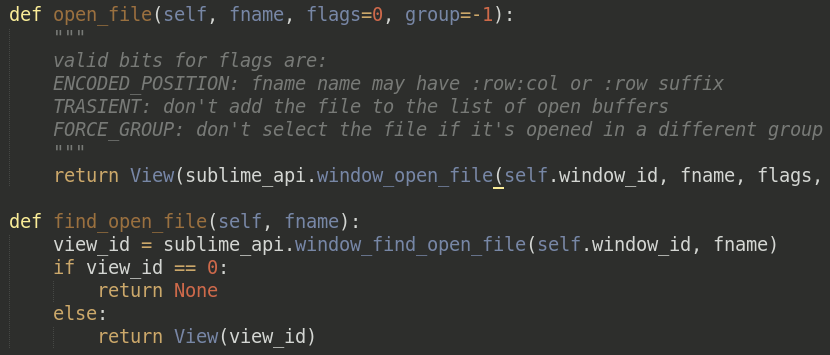 def open_file(self, fname, flags=0, group=-1):
    """
    valid bits for flags are:
    ENCODED_POSITION: fname name may have :row:col or :row suffix
    TRASIENT: don't add the file to the list of open buffers
    FORCE_GROUP: don't select the file if it's opened in a different group
    """
    return View(sublime_api.window_open_file(self.window_id, fname, flags,
def find_open_file(self, fname):
    view_id = sublime_api.window_find_open_file(self.window_id, fname)
    if view_id == 0:
        return None
    else:
        return View(view_id)